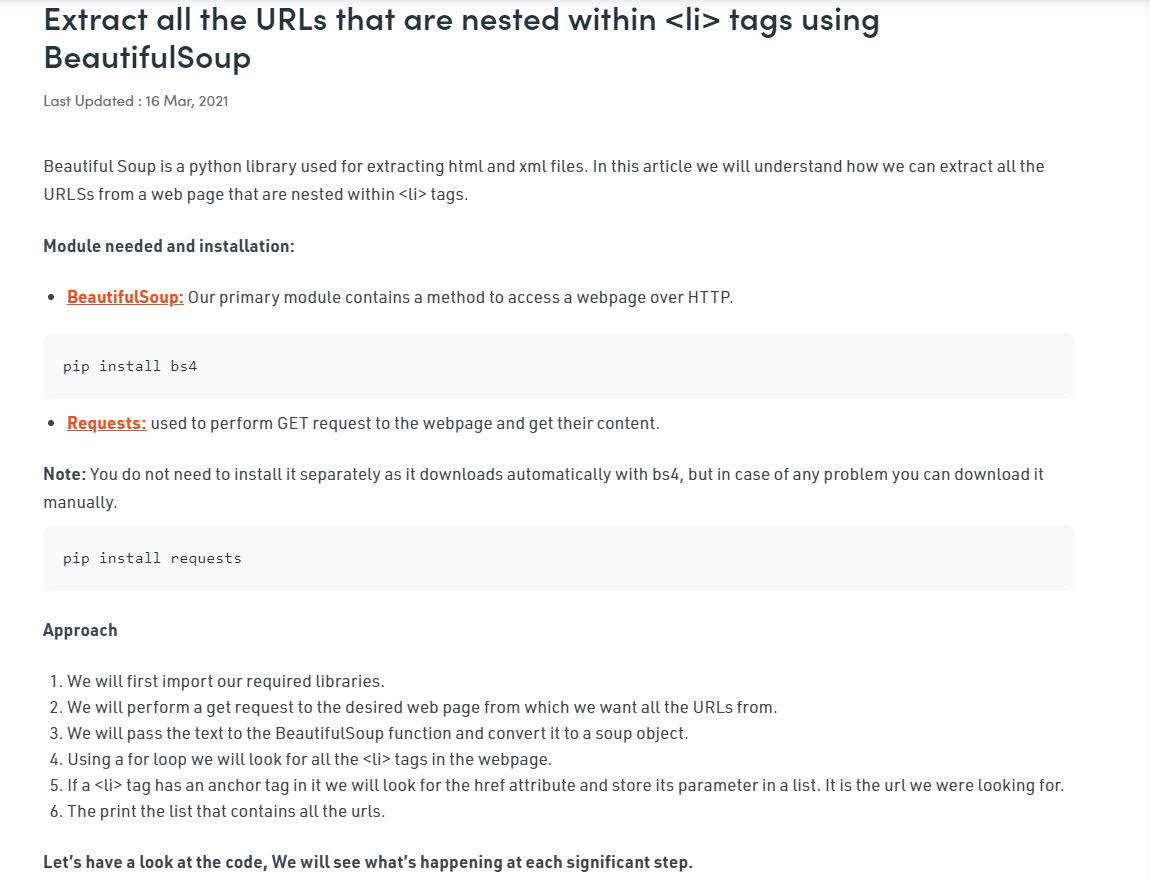 Extract all the URLs that are nested within <li> tags using
BeautifulSoup
Last Updated : 16 Mar, 2021
Beautiful Soup is a python library used for extracting html and xml files. In this article we will understand how we can extract all the
URLSs from a web page that are nested within <li> tags.
Module needed and installation:
• BeautifulSoup: Our primary module contains a method to access a webpage over HTTP.
pip install bs4
• Requests: used to perform GET request to the webpage and get their content.
Note: You do not need to install it separately as it downloads automatically with bs4, but in case of any problem you can download it
manually.
pip install requests
Approach
1. We will first import our required libraries.
2. We will perform a get request to the desired web page from which we want all the URLs from.
3. We will pass the text to the BeautifulSoup function and convert it to a soup object.
4. Using a for loop we will look for all the <li> tags in the webpage.
5. If a <li> tag has an anchor tag in it we will look for the href attribute and store its parameter in a list. It is the url we were looking for.
6. The print the list that contains all the urls.
Let’s have a look at the code, We will see what’s happening at each significant step.